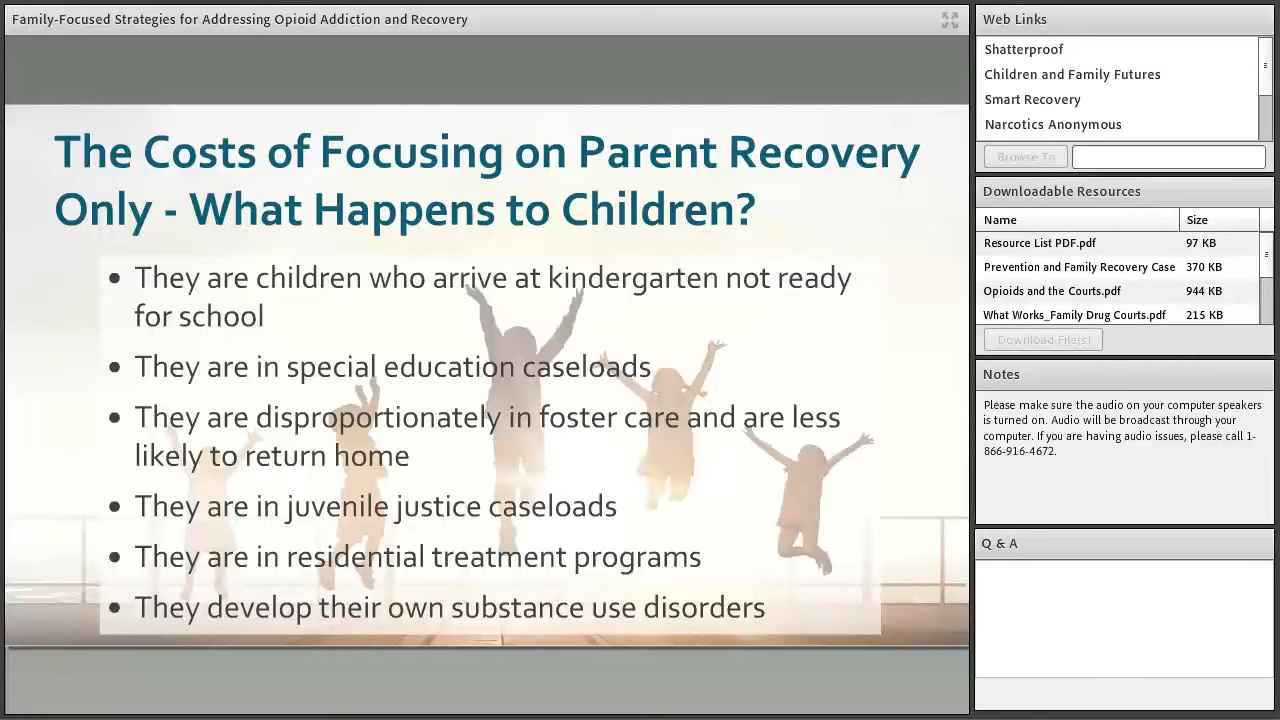 Family-Focused Strategies for Addressing Opioid Addiction and Recovery
The Costs of Focusing on Parent Recovery
Only - What Happens to Children?
• They are children who arrive at kindergarten not ready
for school
• They are in special education caseloads
• They are disproportionately in foster care and are less
likely to return home
• They are in juvenile justice caseloads
• They are in residential treatment programs
• They develop their own substance use disorders
Web Links
Shatterproof
Children and Family Futures
Smart Recovery
Narcotics Anonymous
Browse To
Downloadable Resources
Name Size
Resource List PDF.pdf 97 KB
Prevention and Family Recovery Case 370 KB
Opioids and the Courts.pdf 944 KB
What Works_Family Drug Courts.pdf 215 KB
Download File(s)
Notes
Please make sure the audio on your computer speakers
is turned on. Audio will be broadcast through your
computer. If you are having audio issues, please call 1-
866-916-4672.
Q & A